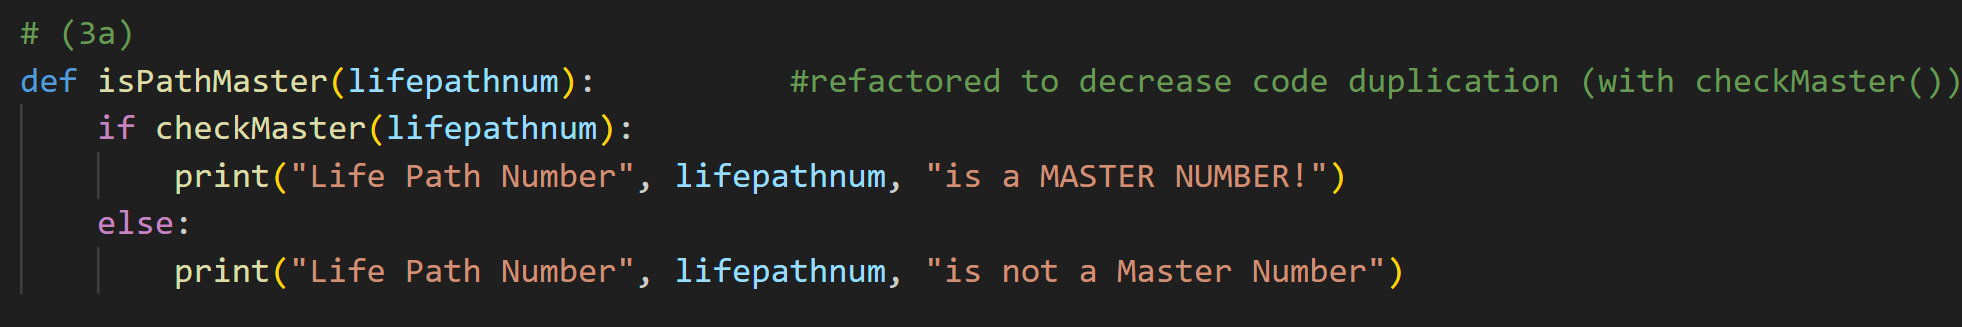 # (3a)
def isPathMaster(lifepathnum):          #refactored to decrease code duplication (with checkMaster())
    if checkMaster(lifepathnum):
        print("Life Path Number", lifepathnum, "is a MASTER NUMBER!")
    else:
        print("Life Path Number", lifepathnum, "is not a Master Number")